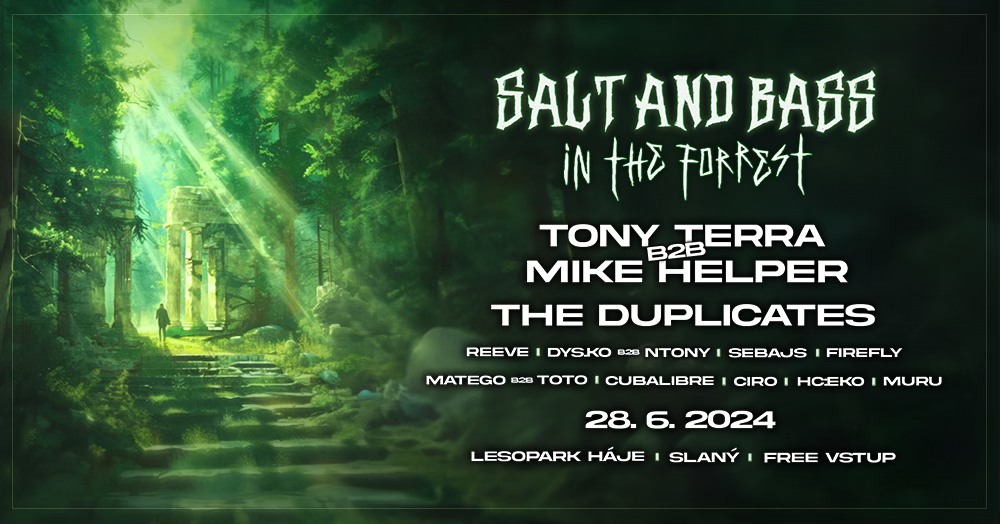 SALT AND BASS
IN THE FORREST
TONY TERRA
B2B
MIKE HELPER
THE DUPLICATES
REEVE | DYS.KO B2B NTONY | SEBAJS | FIREFLY
MATEGO B2B TOTO | CUBALIBRE | CIRO | HC:EKO | MURU
28. 6. 2024
LESOPARK HÁJE | SLANÝ | FREE VSTUP